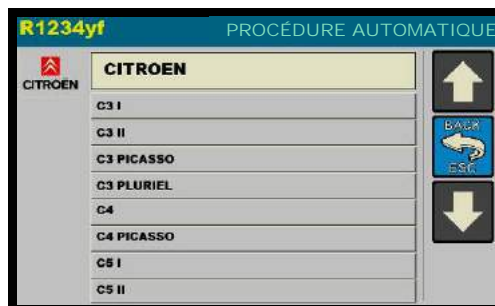 R1234yf PROCÉDURE AUTOMATIQUE
CITROËN
CITROEN
C3 I
C3 II
C3 PICASSO
C3 PLURIEL
C4
C4 PICASSO
C5 I
C5 II
BACK
ESC